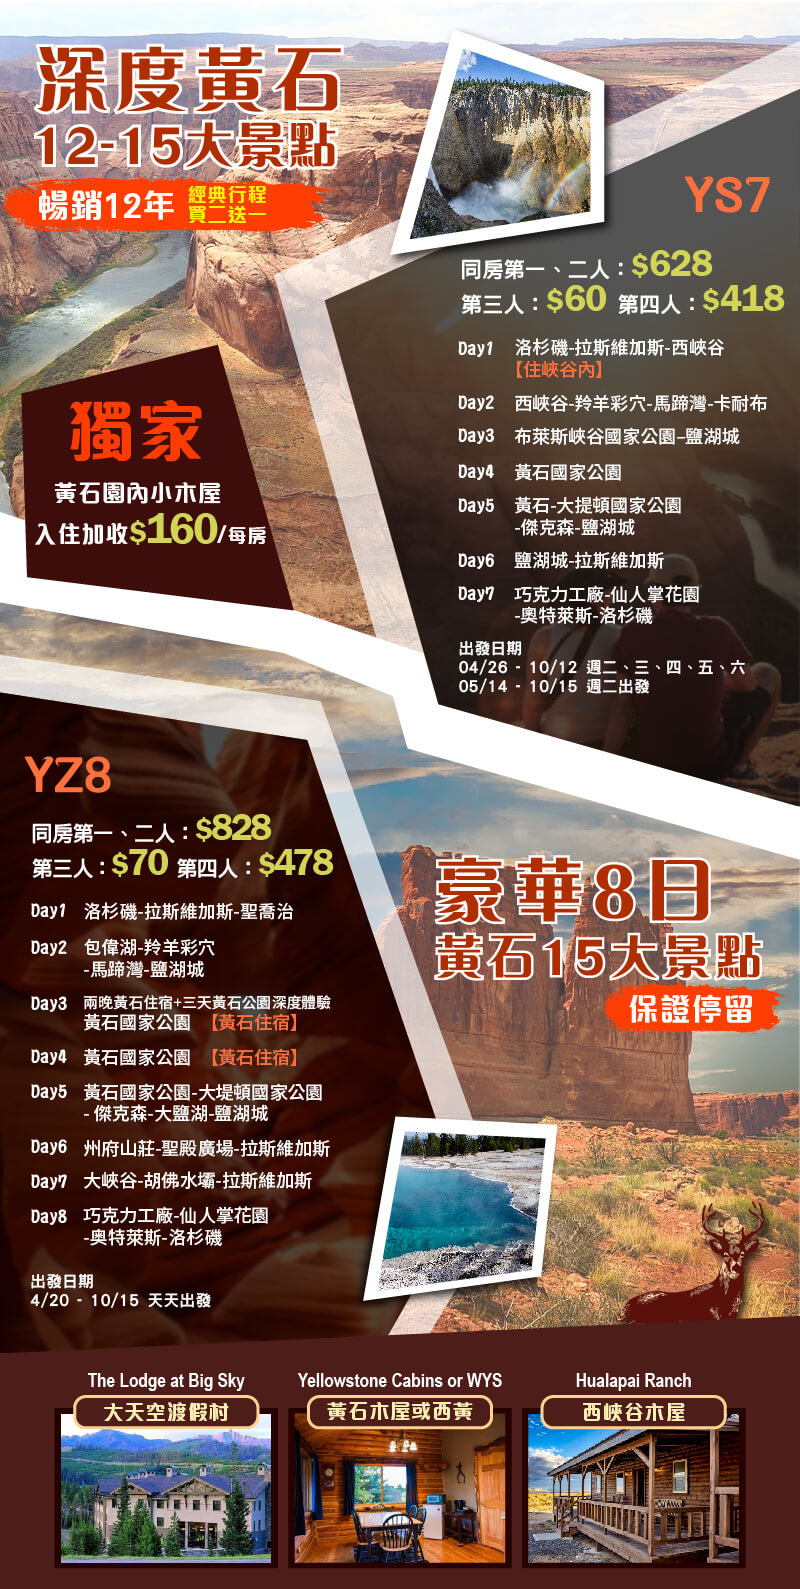 深度黃石
12-15大景點
暢銷12年 經典行程
買二送一
YS7
同房第一、二人：$628
第三人：$60 第四人：$418
Day1 洛杉磯-拉斯維加斯-西峽谷
【住峽谷內】
Day2 西峽谷-羚羊彩穴-馬蹄灣-卡耐布
Day3 布萊斯峽谷國家公園-鹽湖城
Day4 黃石國家公園
Day5 黃石-大提頓國家公園
-傑克森-鹽湖城
Day6 鹽湖城-拉斯維加斯
Day7 巧克力工廠-仙人掌花園
-奧特萊斯-洛杉磯
出發日期
04/26 - 10/12 週二、三、四、五、六
05/14 - 10/15 週二出發
獨家
黃石園內小木屋
入住加收$160/每房
YZ8
同房第一、二人：$828
第三人：$70 第四人：$478
Day1 洛杉磯-拉斯維加斯-聖喬治
Day2 包偉湖-羚羊彩穴
-馬蹄灣-鹽湖城
Day3 兩晚黃石住宿+三天黃石公園深度體驗
黃石國家公園 【黃石住宿】
Day4 黃石國家公園 【黃石住宿】
Day5 黃石國家公園-大堤頓國家公園
- 傑克森-大鹽湖-鹽湖城
Day6 州府山莊-聖殿廣場-拉斯維加斯
Day7 大峽谷-胡佛水壩-拉斯維加斯
Day8 巧克力工廠-仙人掌花園
-奧特萊斯-洛杉磯
出發日期
4/20 - 10/15 天天出發
豪華8日
黃石15大景點
保證停留
The Lodge at Big Sky
大天空渡假村
Yellowstone Cabins or WYS
黃石木屋或西黃
Hualapai Ranch
西峽谷木屋